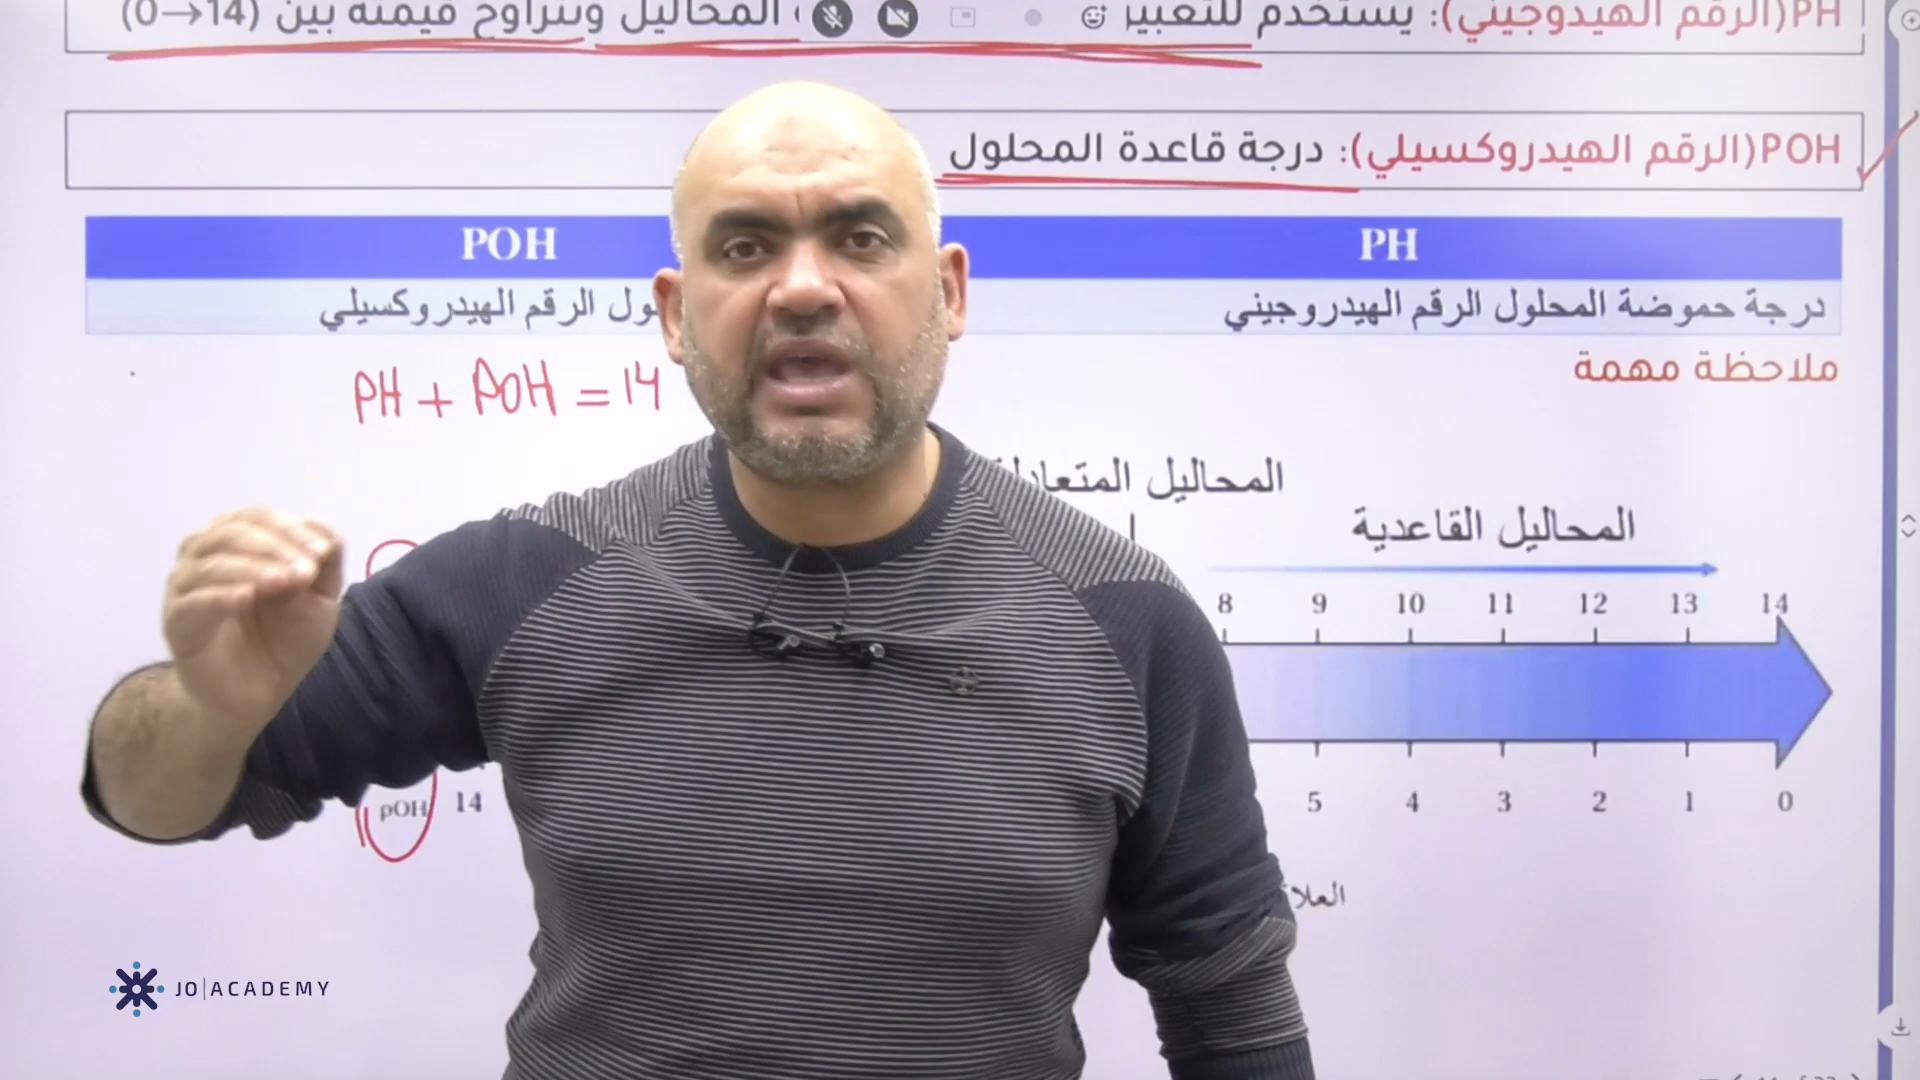 PH(الرقم الهيدوجيني): يستخدم للتعبير المحاليل وتتراوح قيمته بين (0→14)
POH(الرقم الهيدروكسيلي): درجة قاعدة المحلول
PH
POH
درجة حموضة المحلول الرقم الهيدروجيني
الرقم الهيدروكسيلي
ملاحظة مهمة
PH + POH = 14
المحاليل
المحاليل القاعدية
8 9 10 11 12 13 14
pOH 14 5 4 3 2 1 0
JO|ACADEMY